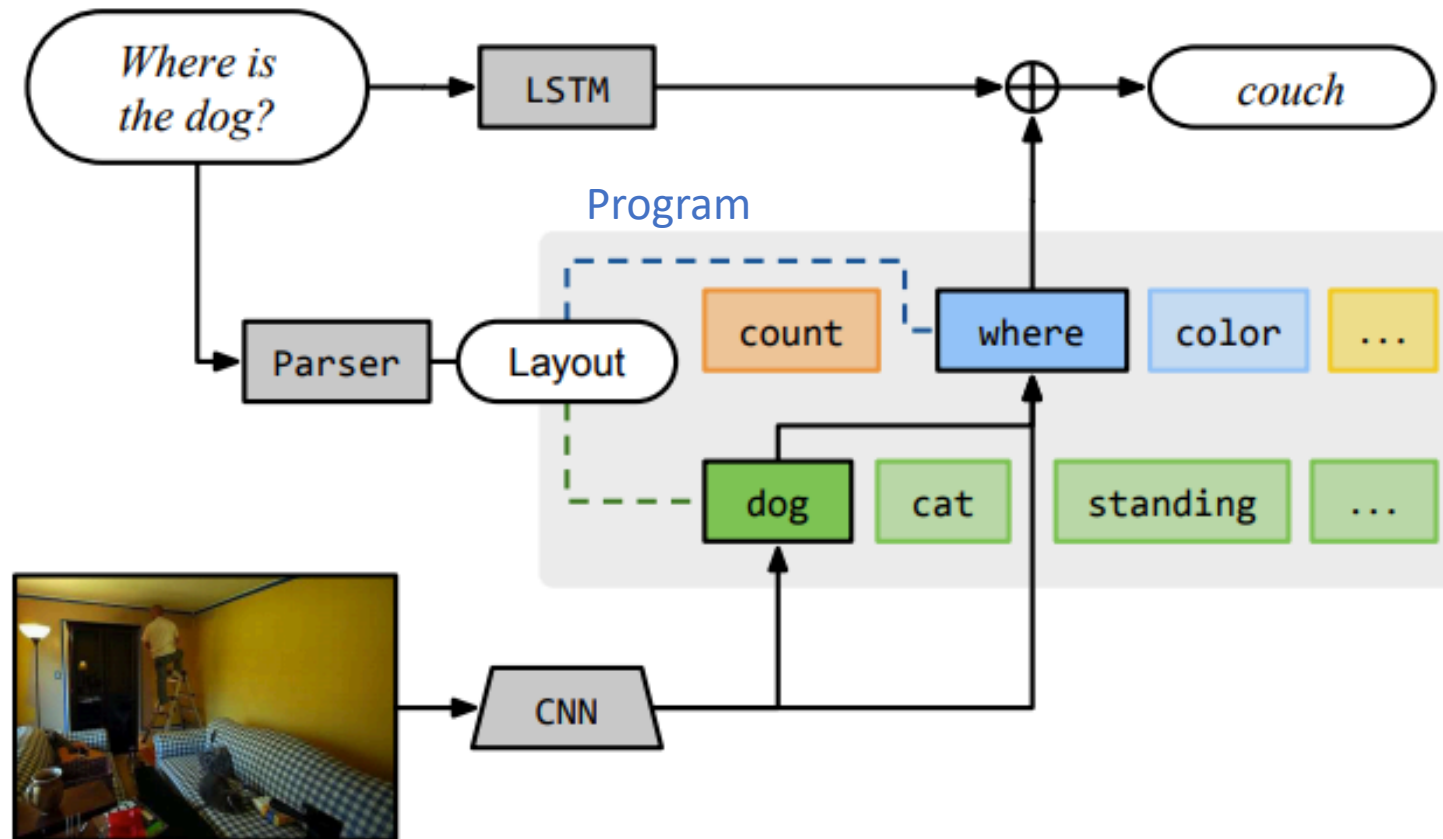 Where is
the dog?
LSTM
couch
Program
Parser
Layout
count
where
color
...
dog
cat
standing
...
CNN